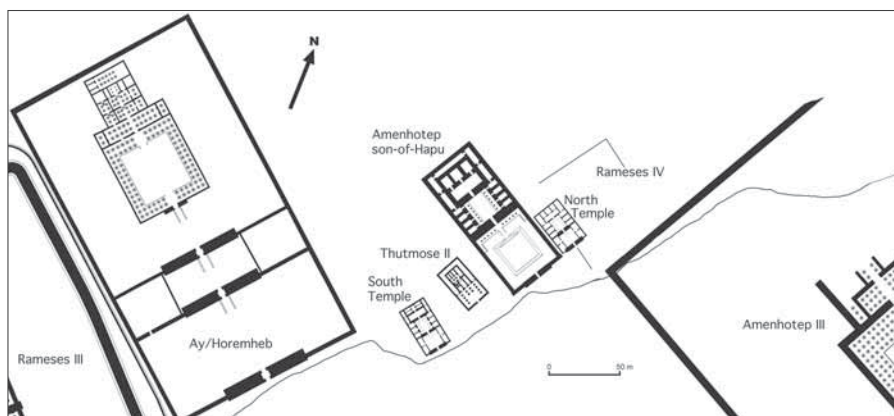 N
Amenhotep
son-of-Hapu
Rameses IV
North
Temple
Thutmose II
South
Temple
Amenhotep III
Ay/Horemheb
Rameses III
0
50 m